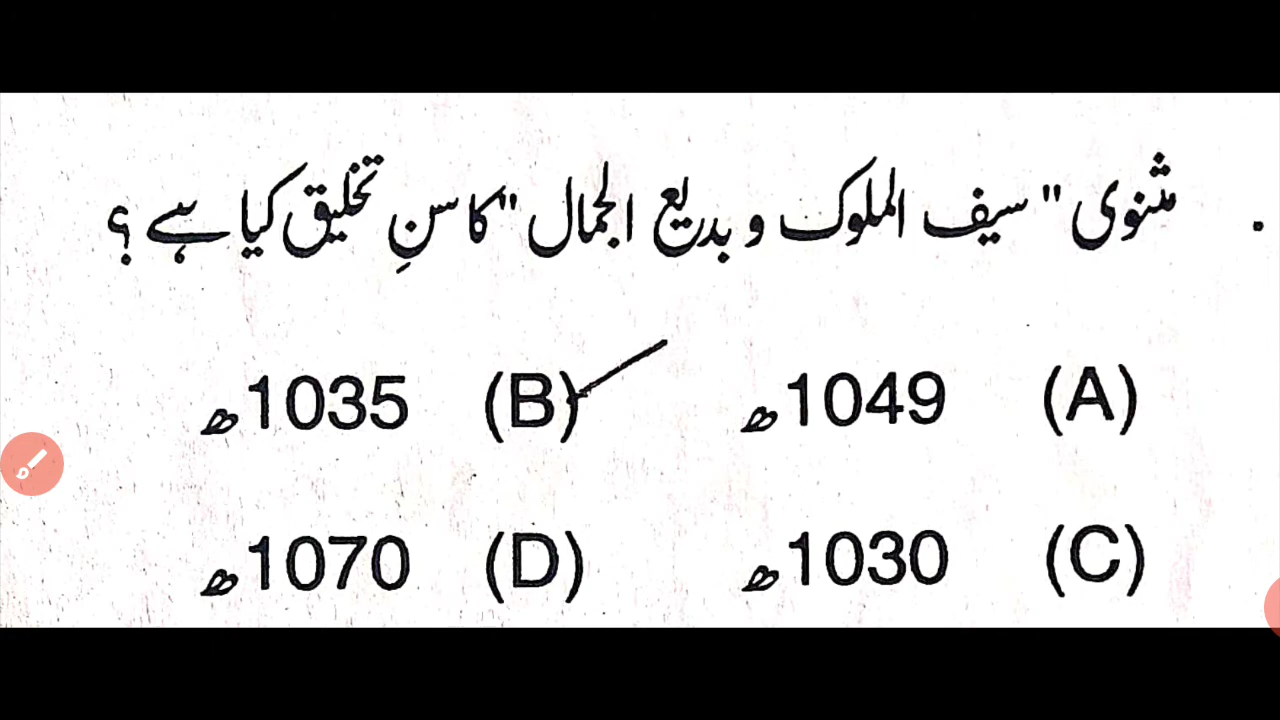 مثنوی "سیف الملوک و بدیع الجمال" کا سنِ تخلیق کیا ہے؟
(A) 1049ھ (B) 1035ھ
(C) 1030ھ (D) 1070ھ